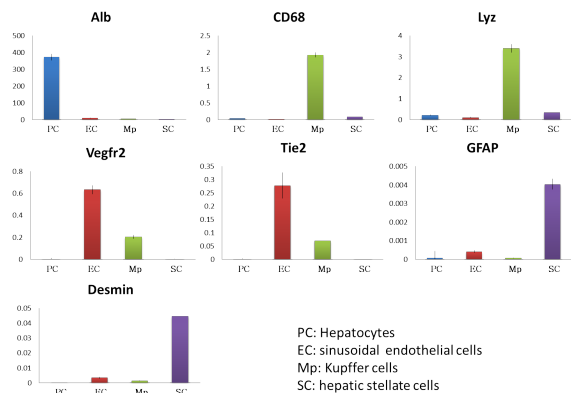 Alb
CD68
Lyz
500
400
300
200
100
0
PC EC Mp SC
2.5
2
1.5
1
0.5
0
PC EC Mp SC
4
3
2
1
0
PC EC Mp SC
Vegfr2
Tie2
GFAP
0.8
0.6
0.4
0.2
0
PC EC Mp SC
0.35
0.3
0.25
0.2
0.15
0.1
0.05
0
PC EC Mp SC
0.005
0.004
0.003
0.002
0.001
0
PC EC Mp SC
Desmin
0.05
0.04
0.03
0.02
0.01
0
PC EC Mp SC
PC: Hepatocytes
EC: sinusoidal endothelial cells
Mp: Kupffer cells
SC: hepatic stellate cells